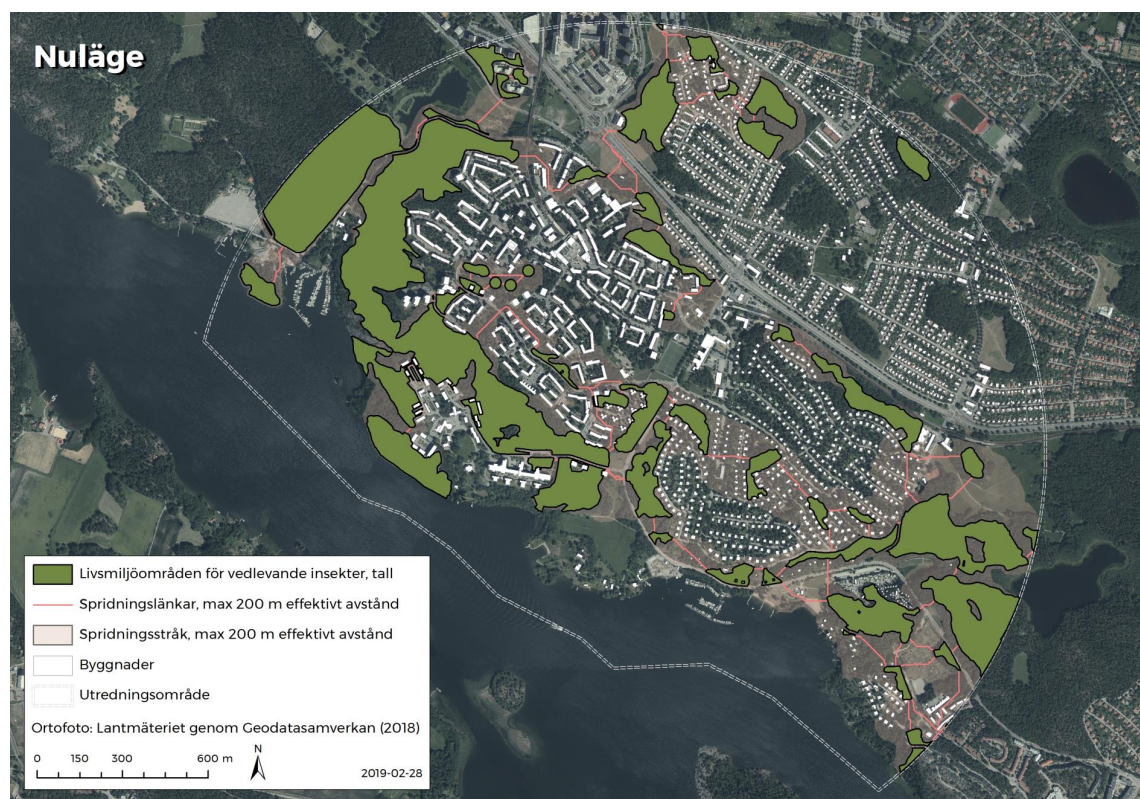 Nuläge
Livsmiljöområden för vedlevande insekter, tall
Spridningslänkar, max 200 m effektivt avstånd
Spridningsstråk, max 200 m effektivt avstånd
Byggnader
Utredningsområde
Ortofoto: Lantmäteriet genom Geodatasamverkan (2018)
0 150 300 600 m
N
2019-02-28